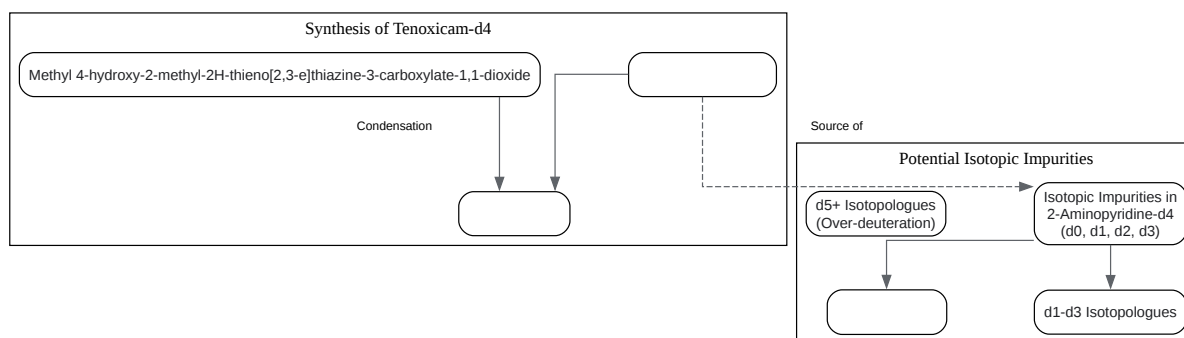 Synthesis of Tenoxicam-d4
Methyl 4-hydroxy-2-methyl-2H-thieno[2,3-e]thiazine-3-carboxylate-1,1-dioxide
Condensation
Source of
Potential Isotopic Impurities
d5+ Isotopologues
(Over-deuteration)
Isotopic Impurities in
2-Aminopyridine-d4
(d0, d1, d2, d3)
d1-d3 Isotopologues